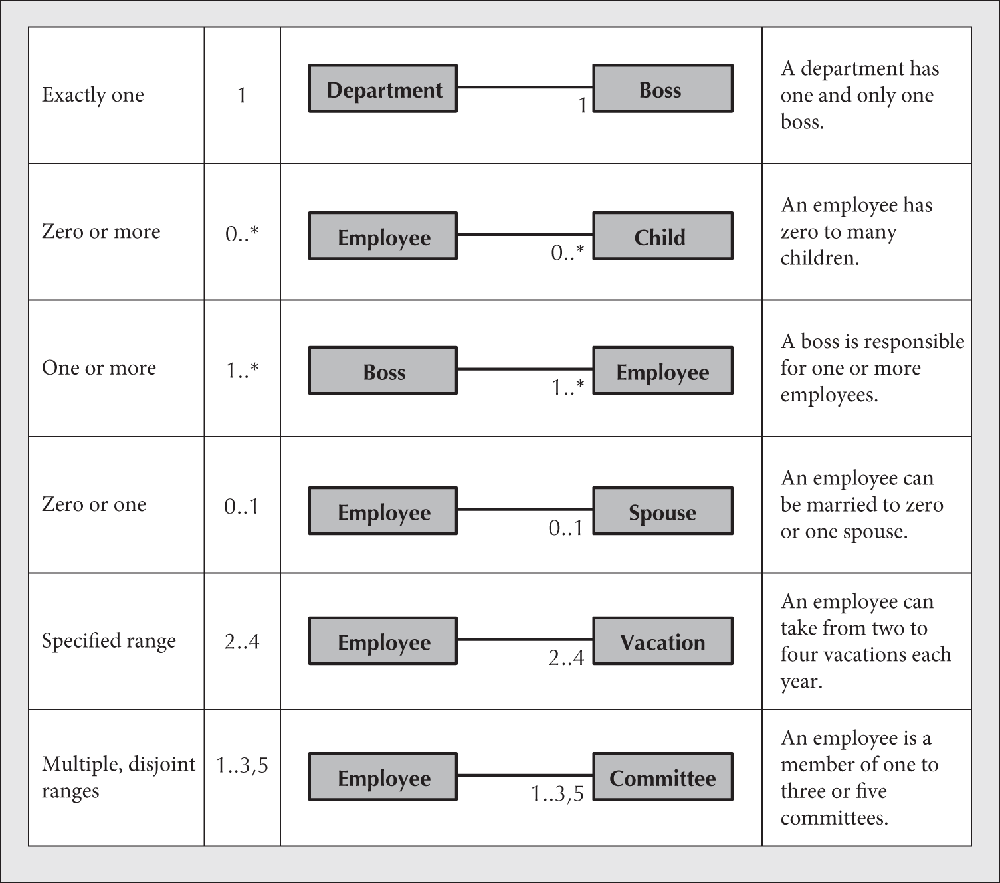 Exactly one
1
Department
1
Boss
A department has
one and only one
boss.
Zero or more
0..*
Employee
0..*
Child
An employee has
zero to many
children.
One or more
1..*
Boss
1..*
Employee
A boss is responsible
for one or more
employees.
Zero or one
0..1
Employee
0..1
Spouse
An employee can
be married to zero
or one spouse.
Specified range
2..4
Employee
2..4
Vacation
An employee can
take from two to
four vacations each
year.
Multiple, disjoint
ranges
1..3,5
Employee
1..3,5
Committee
An employee is a
member of one to
three or five
committees.